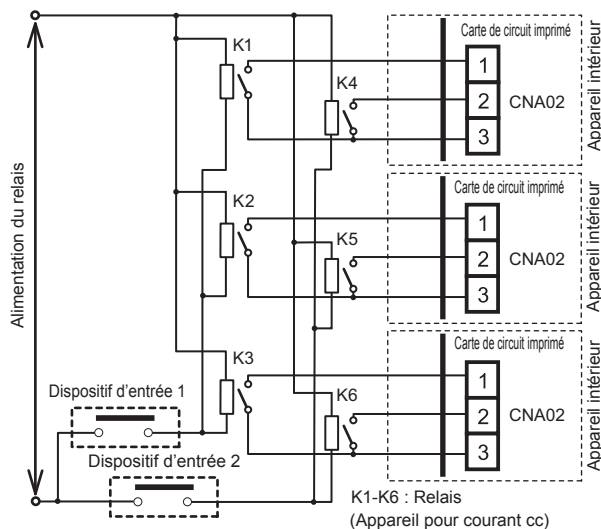 Alimentation du relais
K1
K4
Carte de circuit imprimé
1
2
3
CNA02
Appareil intérieur
K2
K5
Carte de circuit imprimé
1
2
3
CNA02
Appareil intérieur
K3
K6
Carte de circuit imprimé
1
2
3
CNA02
Appareil intérieur
Dispositif d'entrée 1
Dispositif d'entrée 2
K1-K6 : Relais
(Appareil pour courant cc)